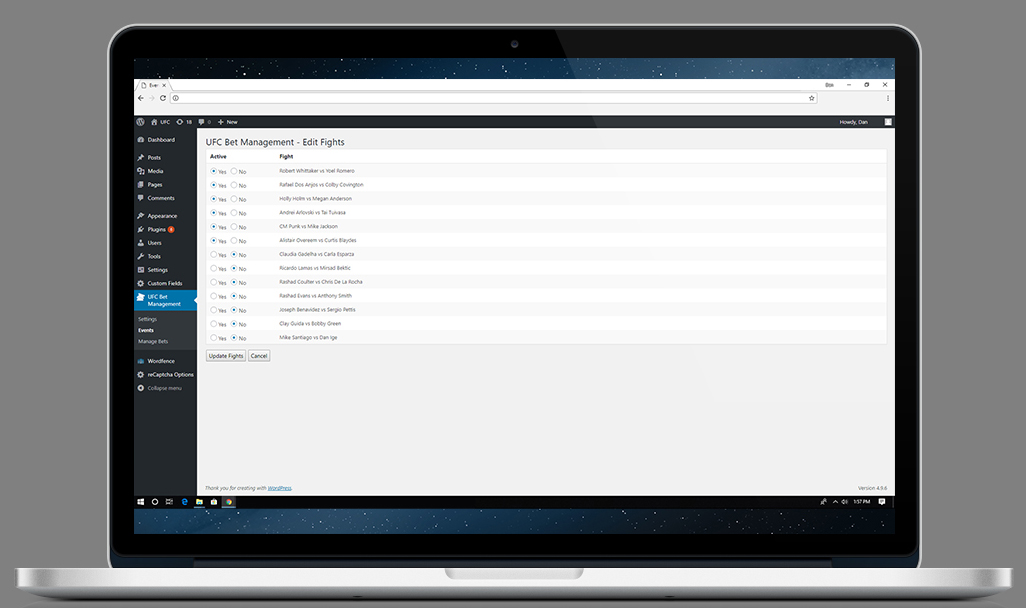 UFC 18 0 New Howdy, Dan
Dashboard
Posts
Media
Pages
Comments
Appearance
Plugins 4
Users
Tools
Settings
Custom Fields
UFC Bet
Management
Settings
Events
Manage Bets
Wordfence
reCaptcha Options
Collapse menu
UFC Bet Management - Edit Fights
Active Fight
Yes No Robert Whittaker vs Yoel Romero
Yes No Rafael Dos Anjos vs Colby Covington
Yes No Holly Holm vs Megan Anderson
Yes No Andrei Arlovski vs Tai Tuivasa
Yes No CM Punk vs Mike Jackson
Yes No Alistair Overeem vs Curtis Blaydes
Yes No Claudia Gadelha vs Carla Esparza
Yes No Ricardo Lamas vs Mirsad Bektic
Yes No Rashad Coulter vs Chris De La Rocha
Yes No Rashad Evans vs Anthony Smith
Yes No Joseph Benavidez vs Sergio Pettis
Yes No Clay Guida vs Bobby Green
Yes No Mike Santiago vs Dan Ige
Update Fights Cancel
Thank you for creating with WordPress. Version 4.9.6
1:57 PM